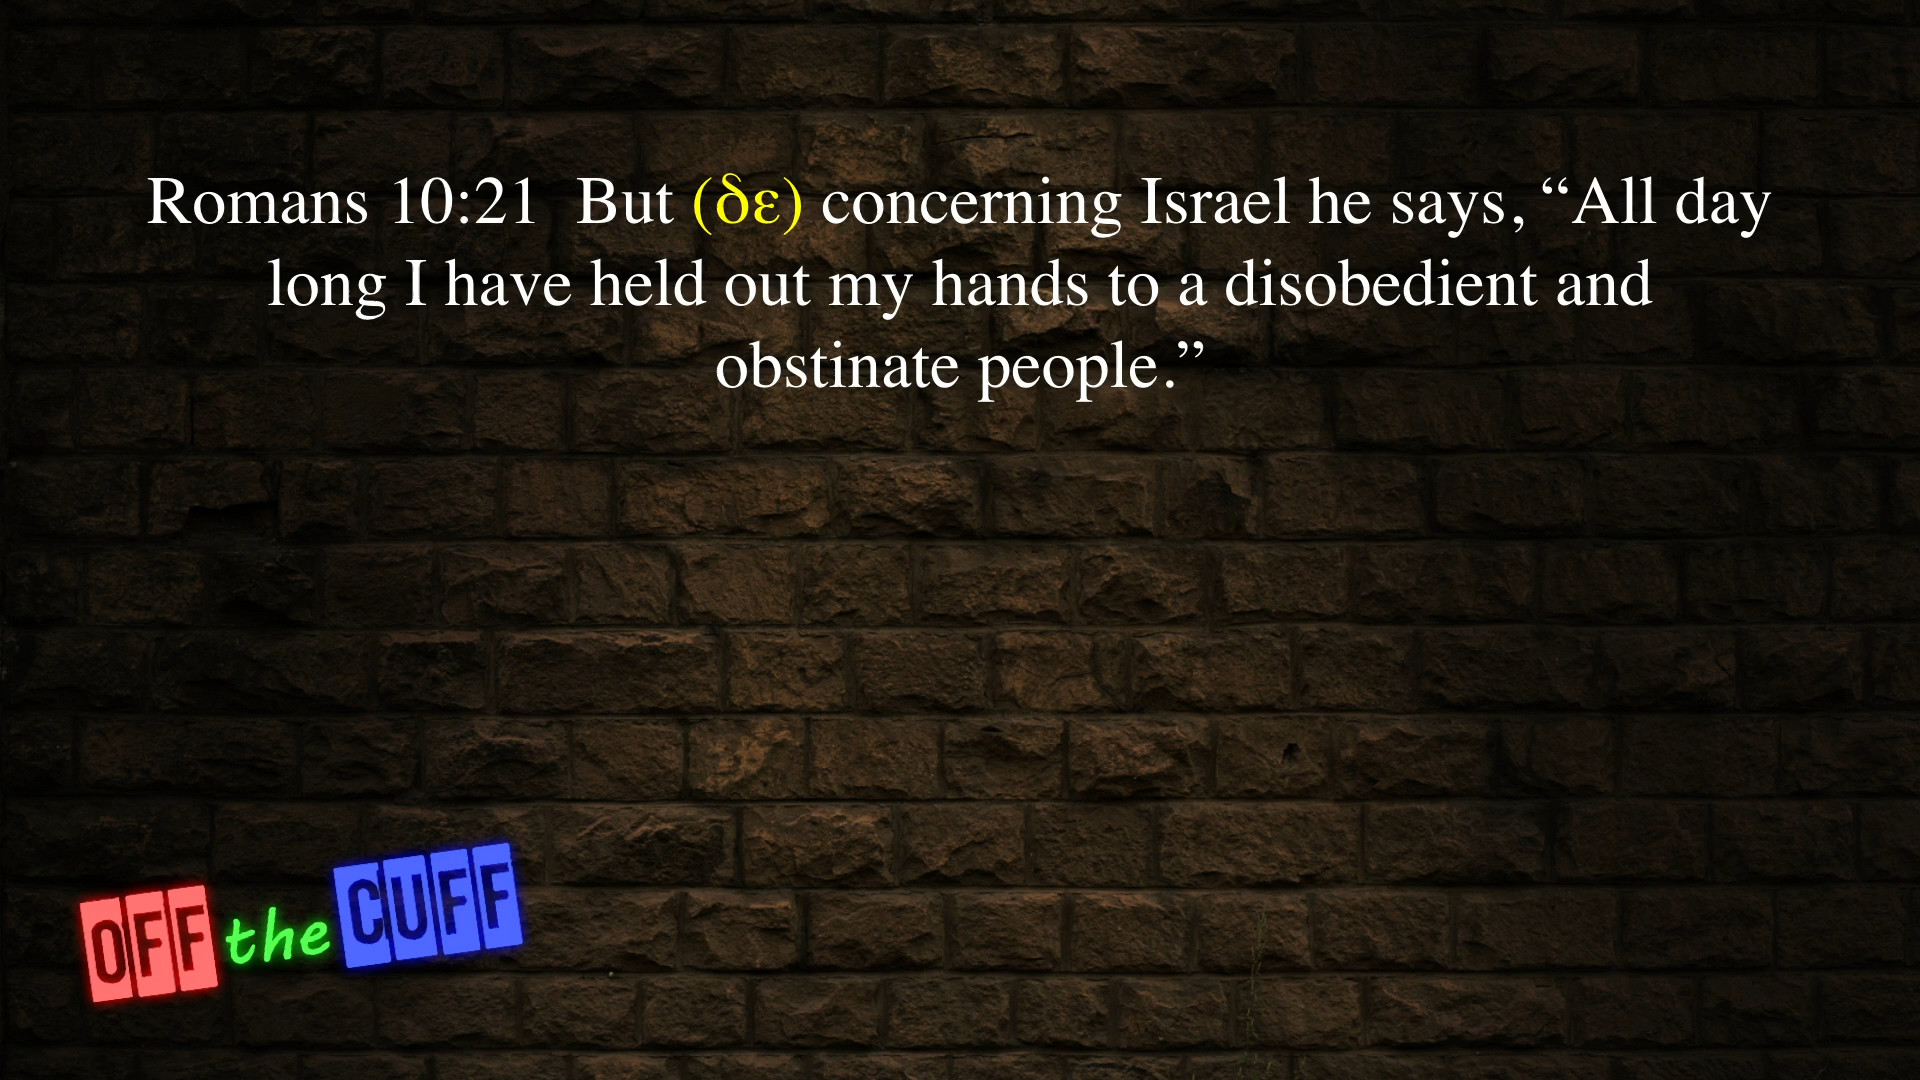 Romans 10:21  But (δε) concerning Israel he says, “All day
long I have held out my hands to a disobedient and
obstinate people.”
OFF the CUFF